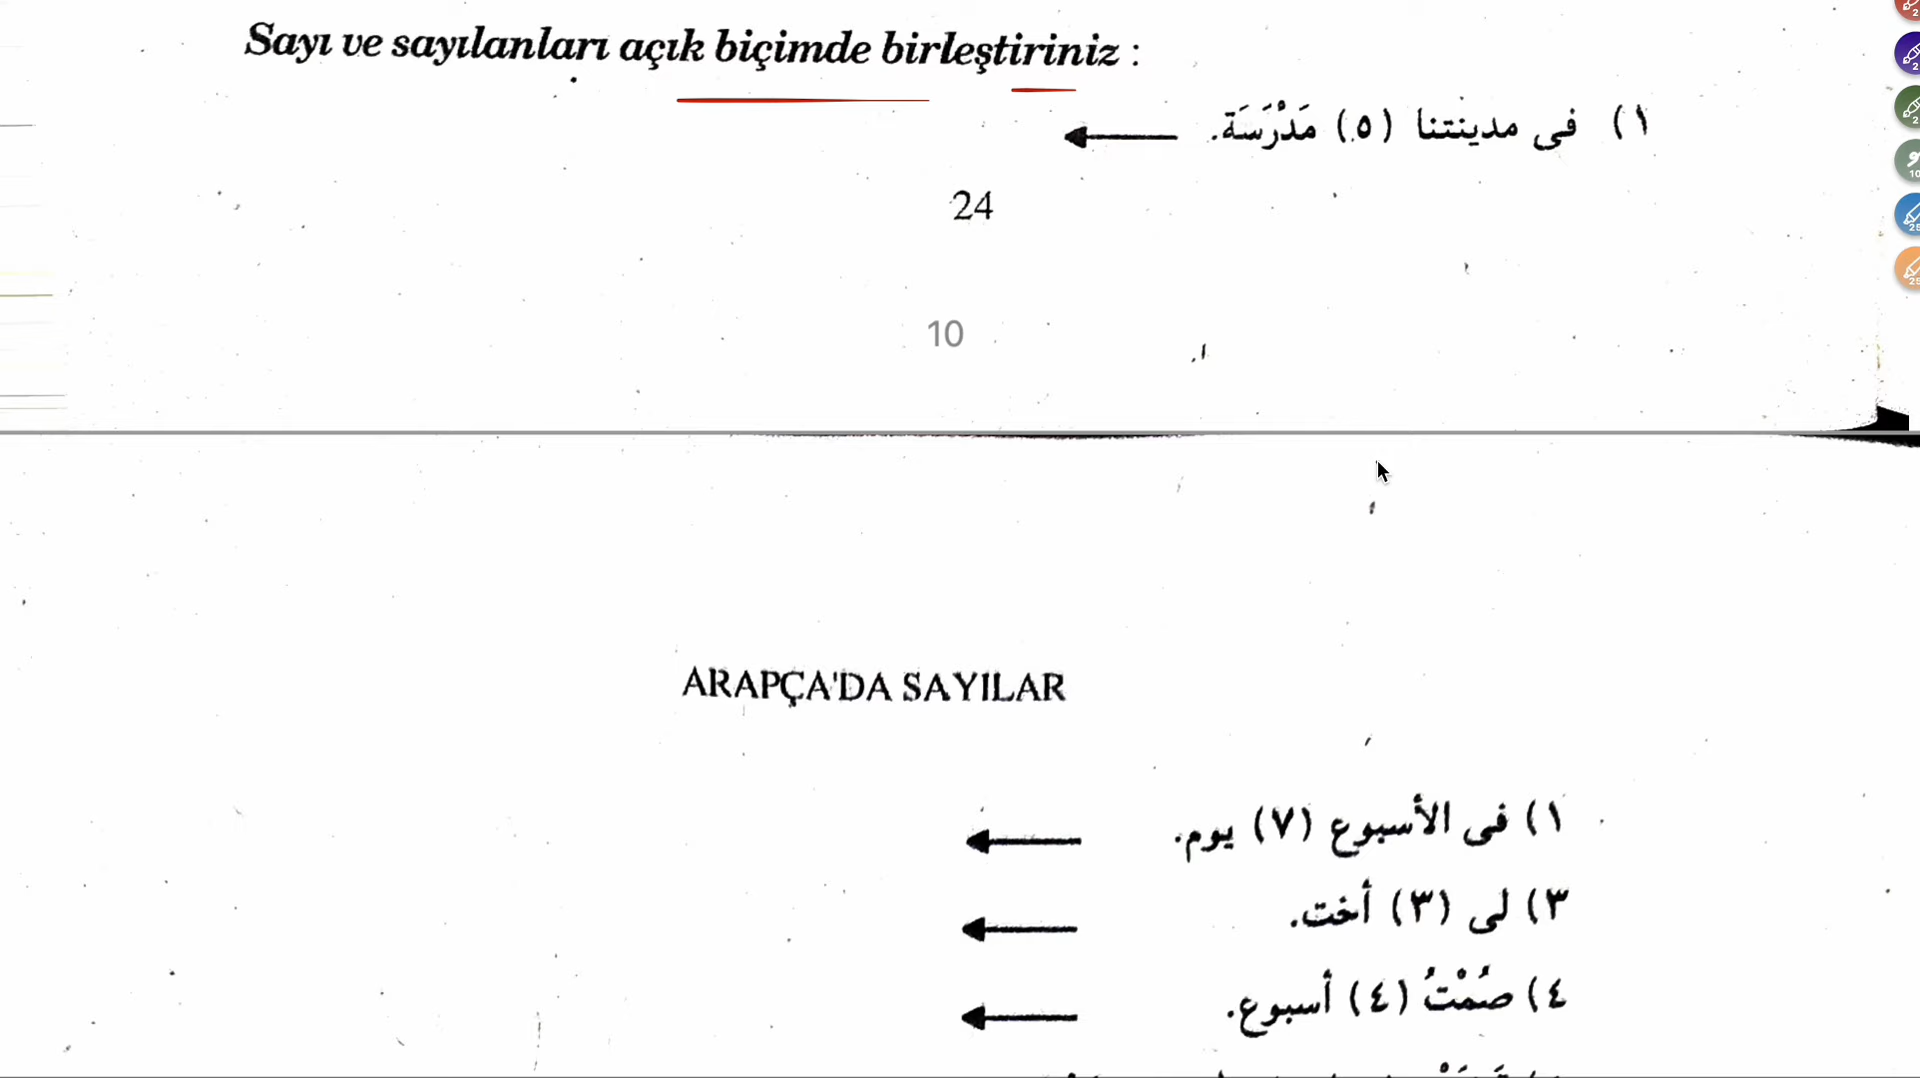 Sayı ve sayılanları açık biçimde birleştiriniz :
١) فى مدينتنا (٥) مَدْرَسَة.
24
10
ARAPÇA'DA SAYILAR
١) فى الأسبوع (٧) يوم.
٣) لى (٣) أخت.
٤) صُمْتُ (٤) أسبوع.